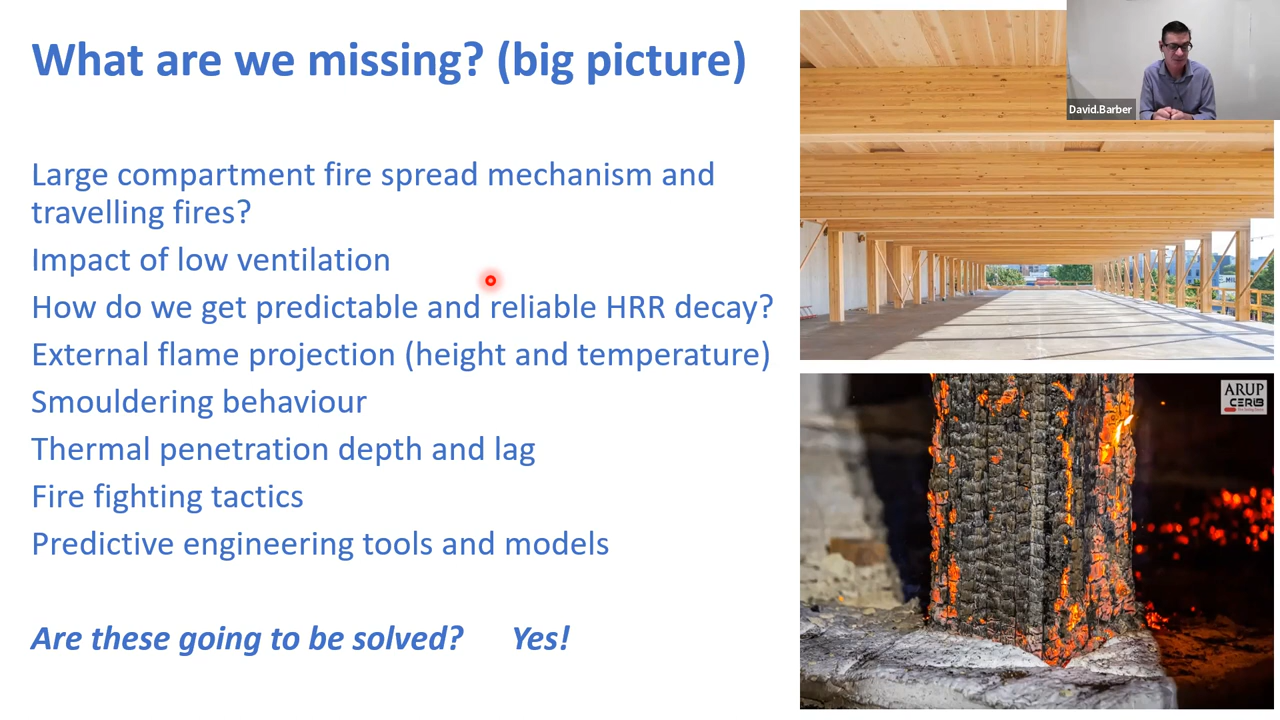 What are we missing? (big picture)
Large compartment fire spread mechanism and
travelling fires?
Impact of low ventilation
How do we get predictable and reliable HRR decay?
External flame projection (height and temperature)
Smouldering behaviour
Thermal penetration depth and lag
Fire fighting tactics
Predictive engineering tools and models
Are these going to be solved? Yes!
David.Barber
ARUP
CERIB